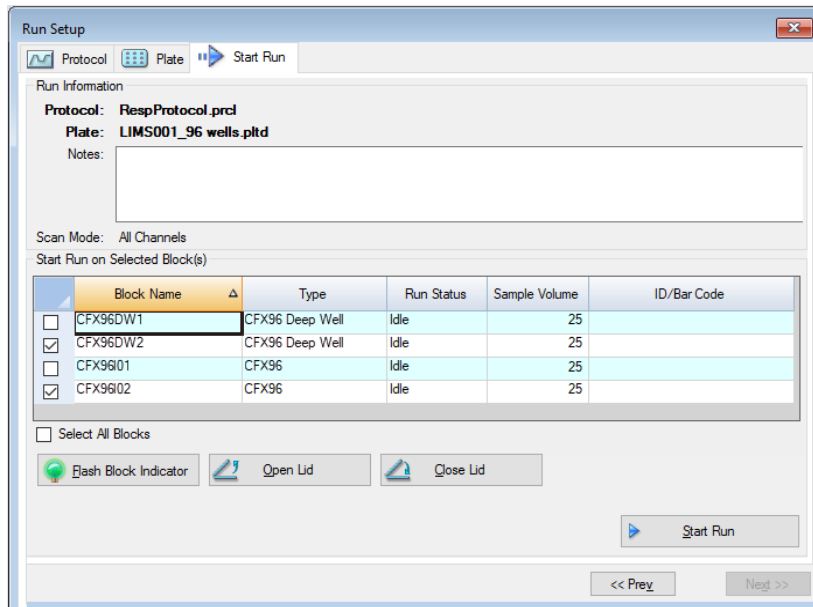 Run Setup
Protocol Plate Start Run
Run Information
Protocol: RespProtocol.prcl
Plate: LIMS001_96 wells.pltd
Notes:
Scan Mode: All Channels
Start Run on Selected Block(s)
Block Name Type Run Status Sample Volume ID/Bar Code
CFX96DW1 CFX96 Deep Well Idle 25
CFX96DW2 CFX96 Deep Well Idle 25
CFX96I01 CFX96 Idle 25
CFX96I02 CFX96 Idle 25
Select All Blocks
Flash Block Indicator Open Lid Close Lid
Start Run
<< Prev Next >>